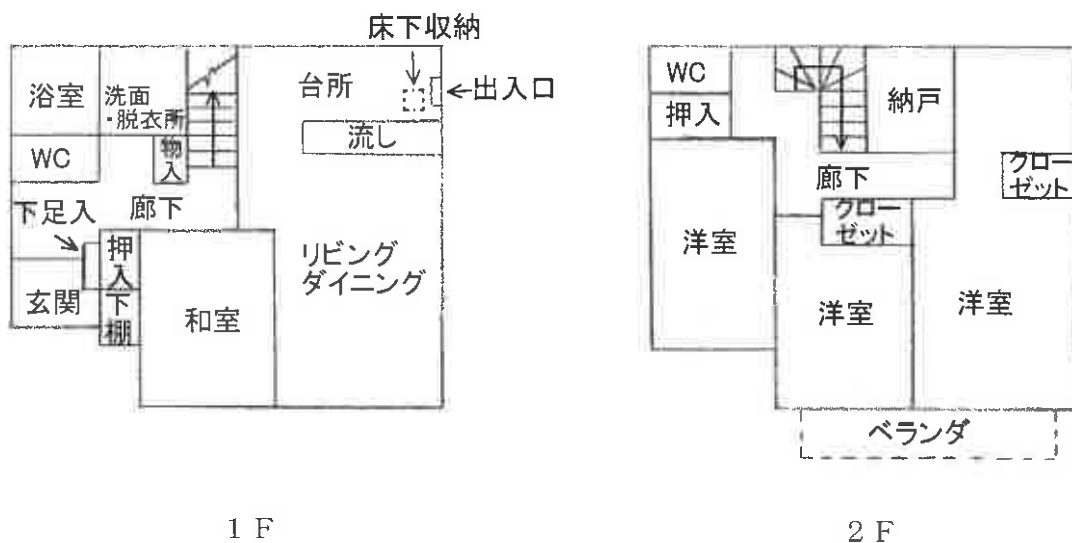 床下収納
浴室
洗面
・脱衣所
台所
出入口
流し
WC
物入
下足入
廊下
押入
リビング
ダイニング
玄関
下棚
和室
1F
WC
押入
納戸
廊下
クロー
ゼット
クロー
ゼット
洋室
洋室
洋室
ベランダ
2F